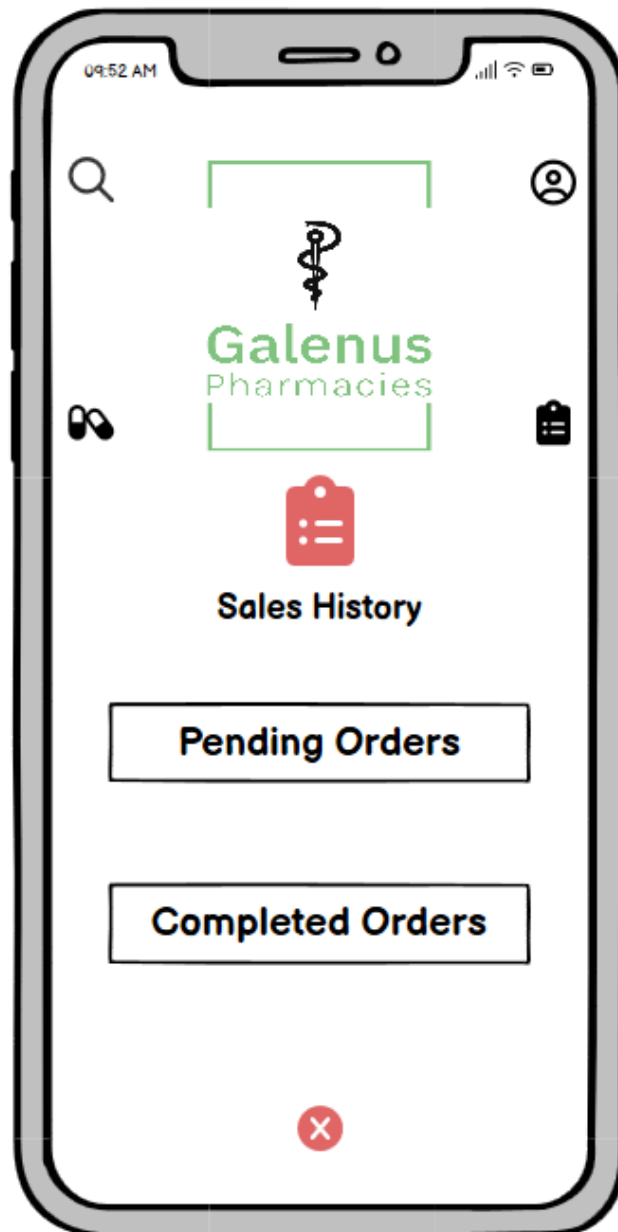 09:52 AM
Galenus
Pharmacies
Sales History
Pending Orders
Completed Orders